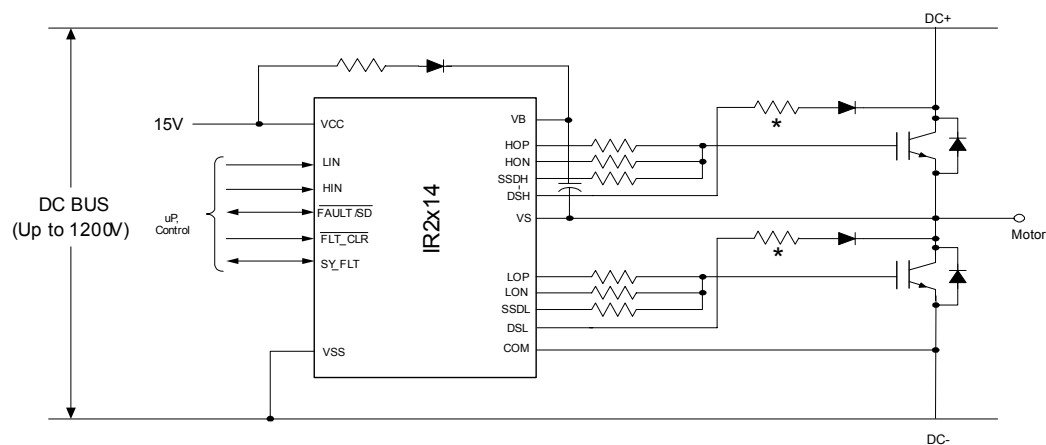 DC+
VCC
15V
VB
HOP
HON
SSDH
DSH
VS
*
LIN
HIN
FAULT/SD
FLT_CLR
SY_FLT
uP,
Control
DC BUS
(Up to 1200V)
IR2x14
Motor
*
LOP
LON
SSDL
DSL
COM
VSS
DC-